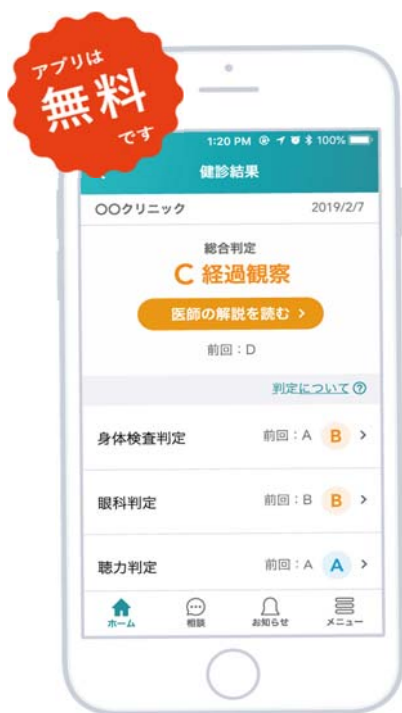 アプリは
無料
です
1:20 PM 100%
健診結果
〇〇クリニック 2019/2/7
総合判定
C 経過観察
医師の解説を読む >
前回：D
判定について ?
身体検査判定 前回：A B >
眼科判定 前回：B B >
聴力判定 前回：A A >
ホーム 相談 お知らせ メニュー